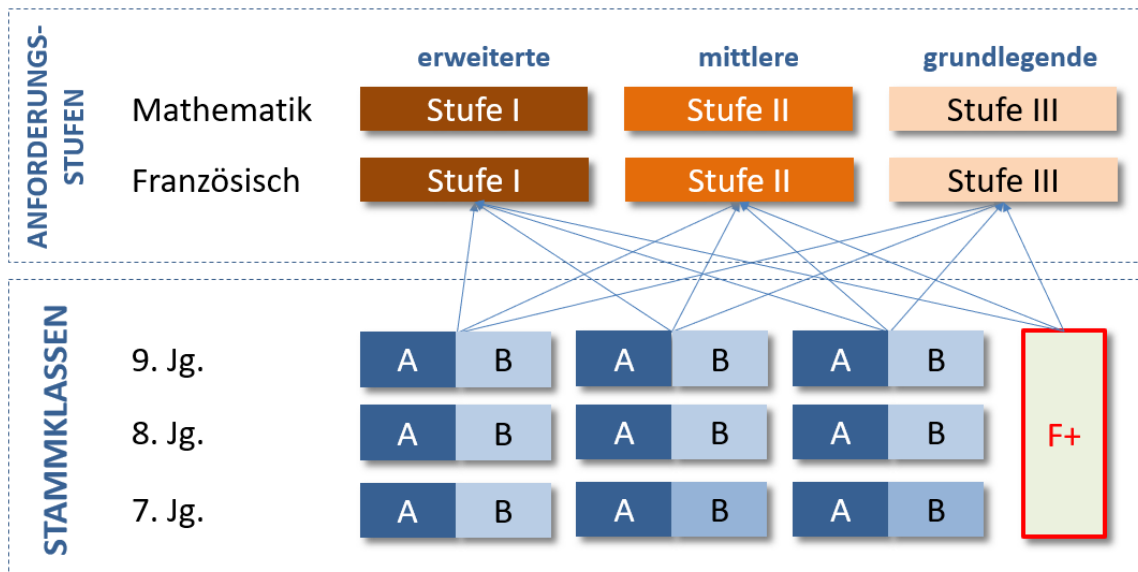 ANFORDERUNGS-
STUFEN
erweiterte mittlere grundlegende
Mathematik Stufe I Stufe II Stufe III
Französisch Stufe I Stufe II Stufe III
STAMMKLASSEN
9. Jg. A B A B A B
8. Jg. A B A B A B F+
7. Jg. A B A B A B